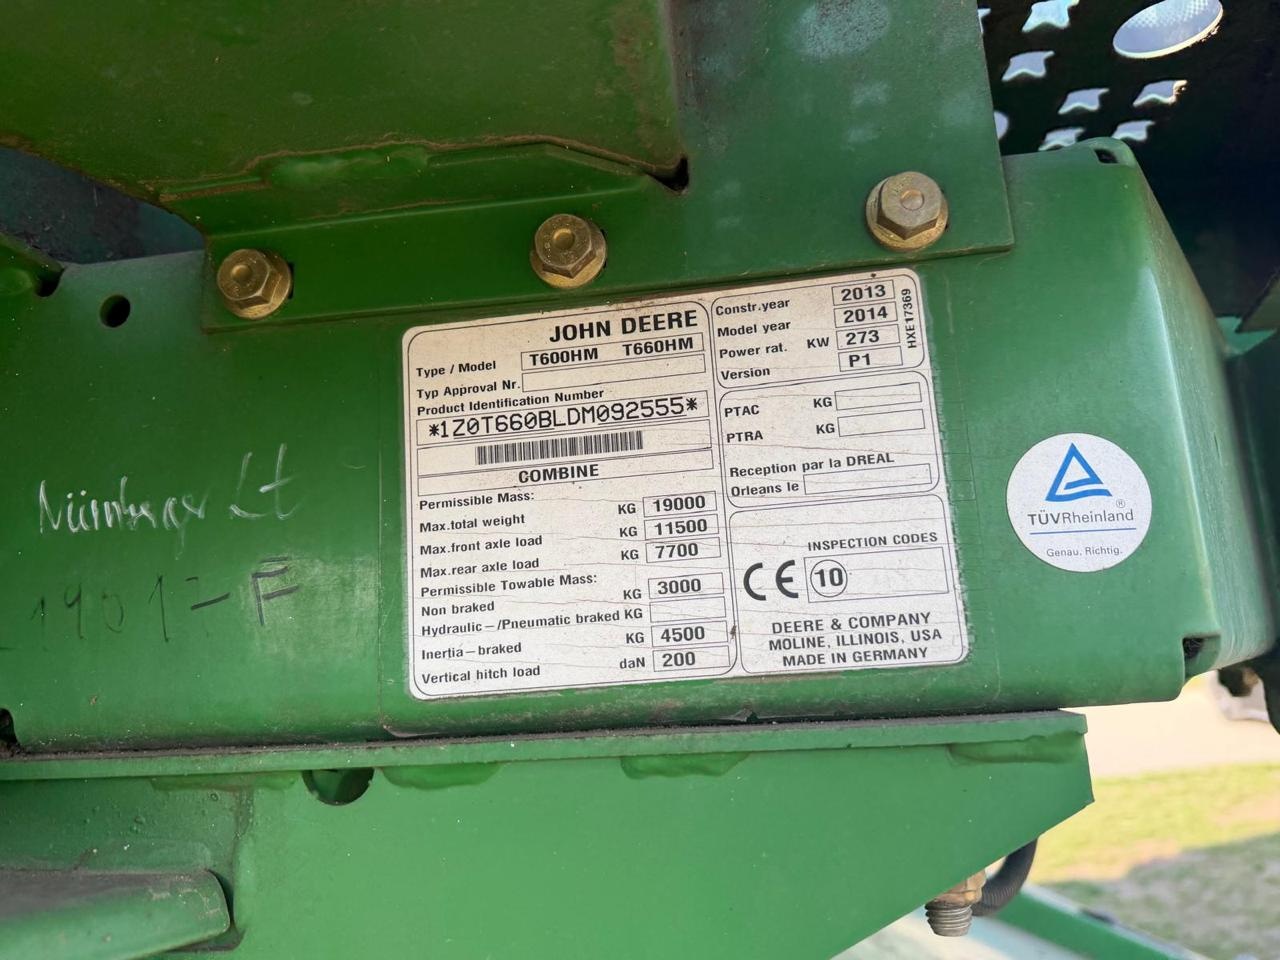 JOHN DEERE
Type / Model T600HM T660HM
Typ Approval Nr.
Product Identification Number
*1Z0T660BLDM092555*
COMBINE
Permissible Mass:
Max.total weight KG 19000
Max.front axle load KG 11500
Max.rear axle load KG 7700
Permissible Towable Mass:
Non braked KG 3000
Hydraulic-/Pneumatic braked KG
Inertia-braked KG 4500
Vertical hitch load daN 200
Constr.year 2013
Model year 2014
Power rat. KW 273
Version P1
HXE17369
PTAC KG
PTRA KG
Reception par la DREAL
Orleans le
INSPECTION CODES
CE 10
DEERE & COMPANY
MOLINE, ILLINOIS, USA
MADE IN GERMANY
TÜVRheinland®
Genau. Richtig.
Nürnberger Lt
1901-F